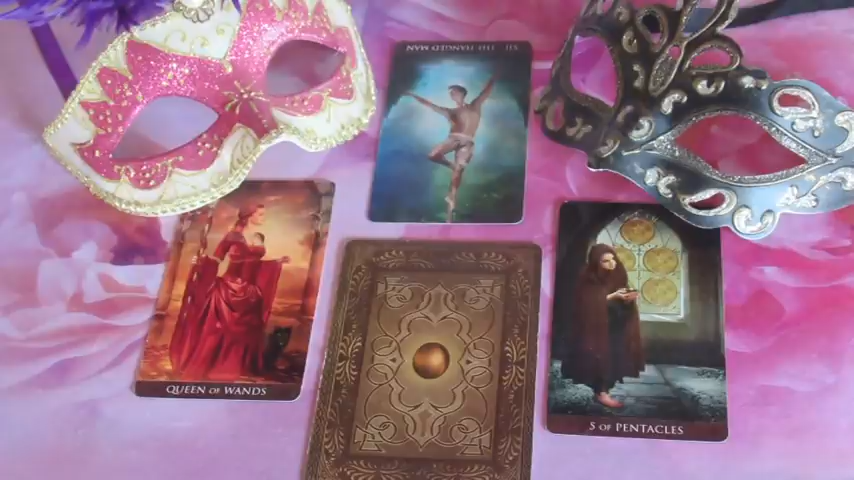 XII THE HANGED MAN
QUEEN OF WANDS
5 OF PENTACLES